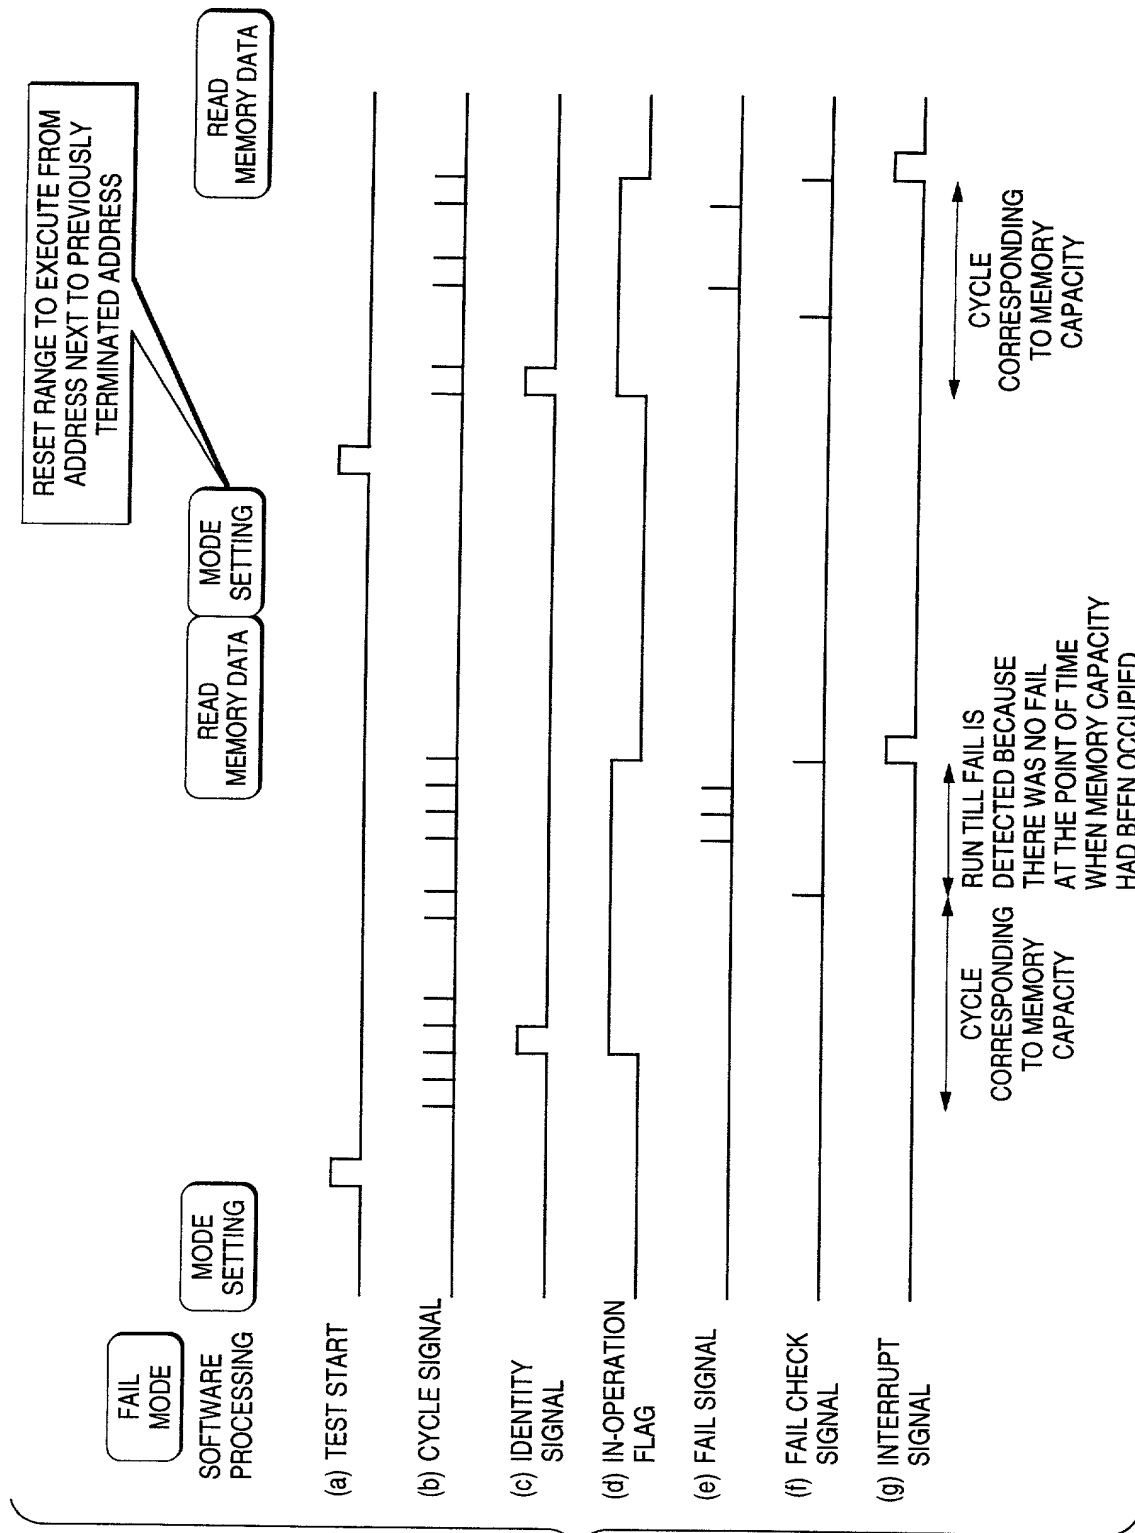 FAIL
MODE
SOFTWARE
PROCESSING
MODE
SETTING
READ
MEMORY DATA
MODE
SETTING
RESET RANGE TO EXECUTE FROM
ADDRESS NEXT TO PREVIOUSLY
TERMINATED ADDRESS
READ
MEMORY DATA
(a) TEST START
(b) CYCLE SIGNAL
(c) IDENTITY
SIGNAL
(d) IN-OPERATION
FLAG
(e) FAIL SIGNAL
(f) FAIL CHECK
SIGNAL
(g) INTERRUPT
SIGNAL
CYCLE
CORRESPONDING
TO MEMORY
CAPACITY
RUN TILL FAIL IS
DETECTED BECAUSE
THERE WAS NO FAIL
AT THE POINT OF TIME
WHEN MEMORY CAPACITY
HAD BEEN OCCUPIED
CYCLE
CORRESPONDING
TO MEMORY
CAPACITY